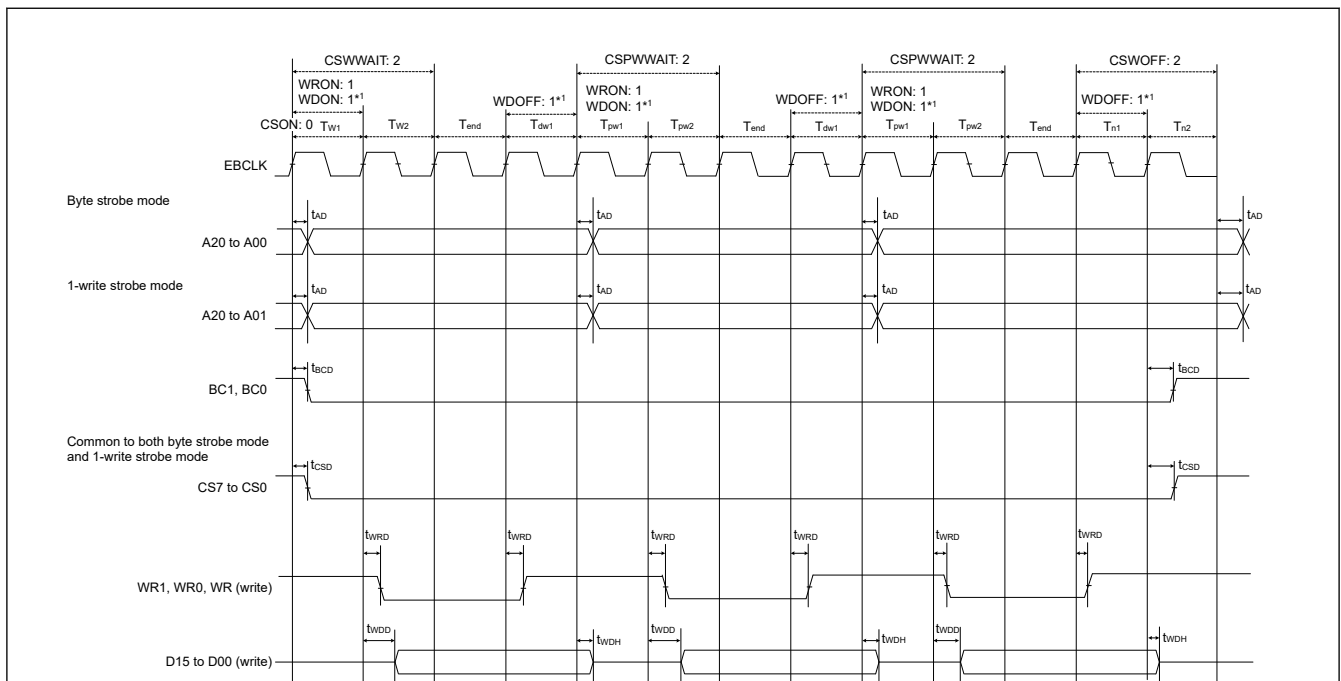 CSWWAIT: 2 CSPWWAIT: 2 CSPWWAIT: 2 CSWOFF: 2
WRON: 1 WRON: 1 WRON: 1
WDON: 1*1 WDOFF: 1*1 WDON: 1*1 WDOFF: 1*1 WDON: 1*1 WDOFF: 1*1
CSON: 0 TW1 TW2 Tend Tdw1 Tpw1 Tpw2 Tend Tdw1 Tpw1 Tpw2 Tend Tn1 Tn2
EBCLK
Byte strobe mode
tAD tAD tAD tAD
A20 to A00
1-write strobe mode
tAD tAD tAD tAD
A20 to A01
tBCD tBCD
BC1, BC0
Common to both byte strobe mode
and 1-write strobe mode
tCSD tCSD
CS7 to CS0
tWRD tWRD tWRD tWRD tWRD tWRD
WR1, WR0, WR (write)
tWDD tWDH tWDD tWDH tWDD tWDH
D15 to D00 (write)